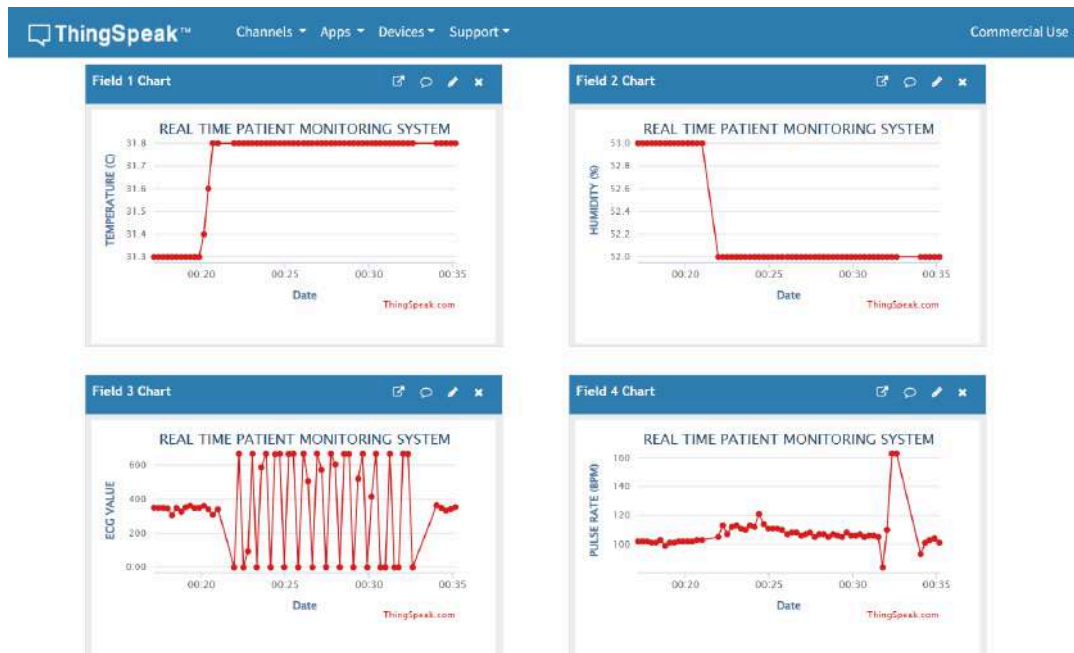 ThingSpeak™ Channels Apps Devices Support Commercial Use
Field 1 Chart
REAL TIME PATIENT MONITORING SYSTEM
TEMPERATURE (C)
31.8
31.7
31.6
31.5
31.4
31.3
00:20 00:25 00:30 00:35
Date
ThingSpeak.com
Field 2 Chart
REAL TIME PATIENT MONITORING SYSTEM
HUMIDITY (%)
53.0
52.8
52.6
52.4
52.2
52.0
00:20 00:25 00:30 00:35
Date
ThingSpeak.com
Field 3 Chart
REAL TIME PATIENT MONITORING SYSTEM
ECG VALUE
600
400
200
0.00
00:20 00:25 00:30 00:35
Date
ThingSpeak.com
Field 4 Chart
REAL TIME PATIENT MONITORING SYSTEM
PULSE RATE (BPM)
160
140
120
100
00:20 00:25 00:30 00:35
Date
ThingSpeak.com